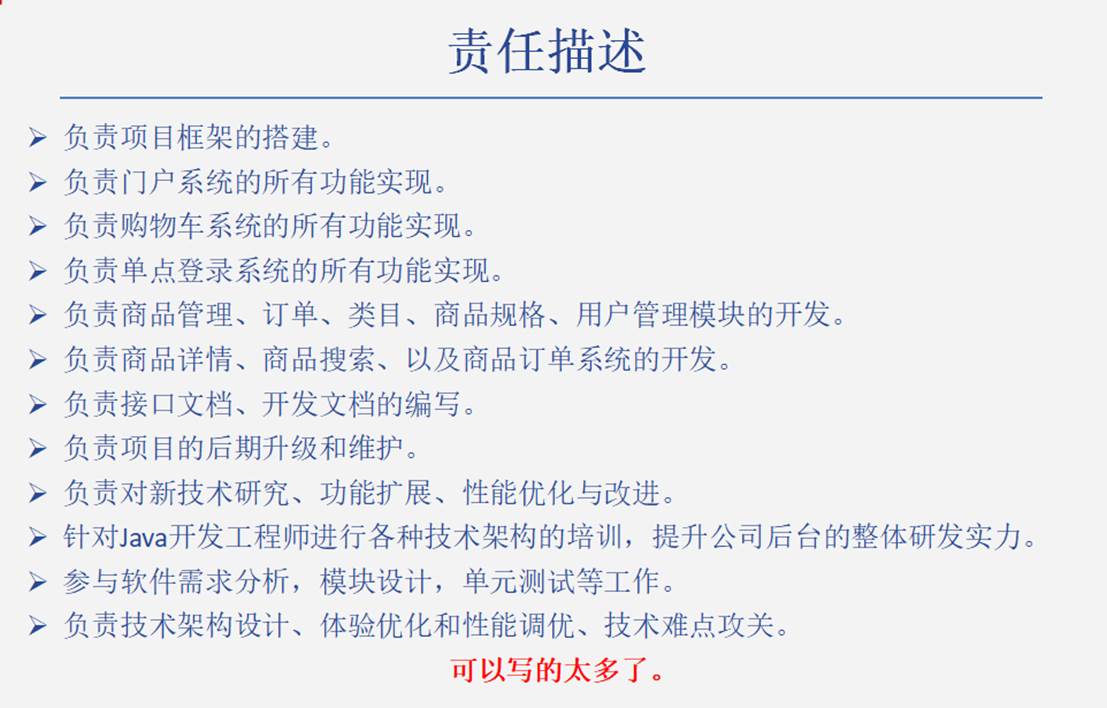 责任描述
负责项目框架的搭建。
负责门户系统的所有功能实现。
负责购物车系统的所有功能实现。
负责单点登录系统的所有功能实现。
负责商品管理、订单、类目、商品规格、用户管理模块的开发。
负责商品详情、商品搜索、以及商品订单系统的开发。
负责接口文档、开发文档的编写。
负责项目的后期升级和维护。
负责对新技术研究、功能扩展、性能优化与改进。
针对Java开发工程师进行各种技术架构的培训，提升公司后台的整体研发实力。
参与软件需求分析，模块设计，单元测试等工作。
负责技术架构设计、体验优化和性能调优、技术难点攻关。
可以写的太多了。